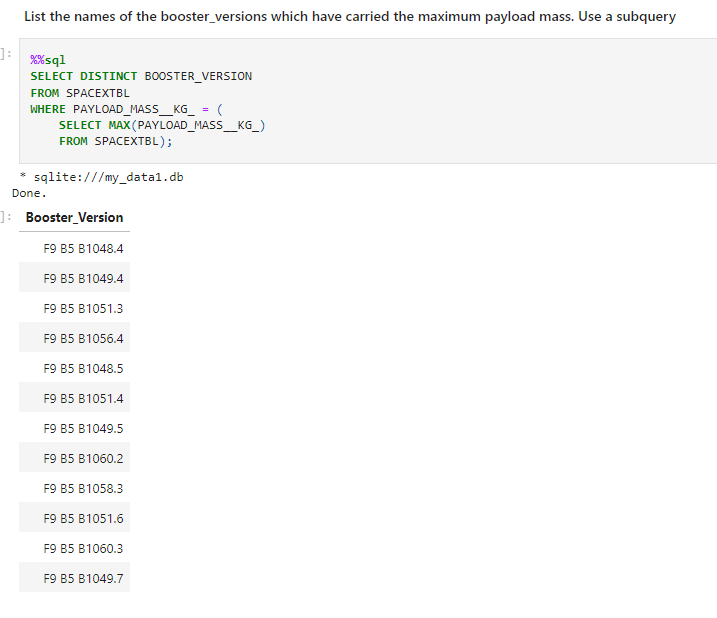 List the names of the booster_versions which have carried the maximum payload mass. Use a subquery
]:
%%sql
SELECT DISTINCT BOOSTER_VERSION
FROM SPACEXTBL
WHERE PAYLOAD_MASS__KG_ = (
    SELECT MAX(PAYLOAD_MASS__KG_)
    FROM SPACEXTBL);
* sqlite:///my_data1.db
Done.
]: Booster_Version
F9 B5 B1048.4
F9 B5 B1049.4
F9 B5 B1051.3
F9 B5 B1056.4
F9 B5 B1048.5
F9 B5 B1051.4
F9 B5 B1049.5
F9 B5 B1060.2
F9 B5 B1058.3
F9 B5 B1051.6
F9 B5 B1060.3
F9 B5 B1049.7